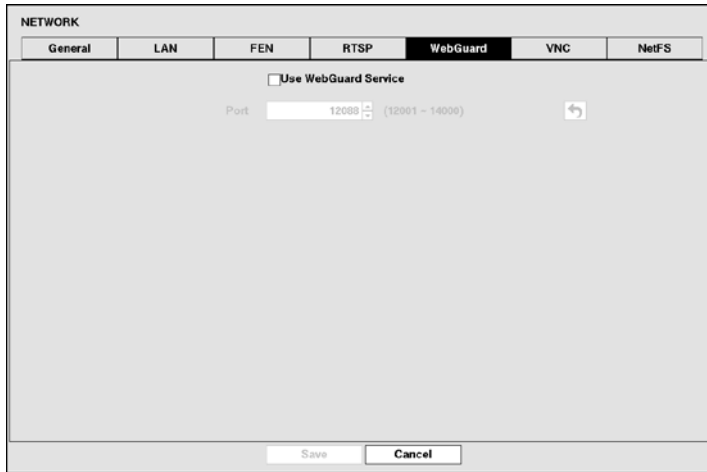 NETWORK
General LAN FEN RTSP WebGuard VNC NetFS
Use WebGuard Service
Port 12088 (12001 ~ 14000)
Save Cancel